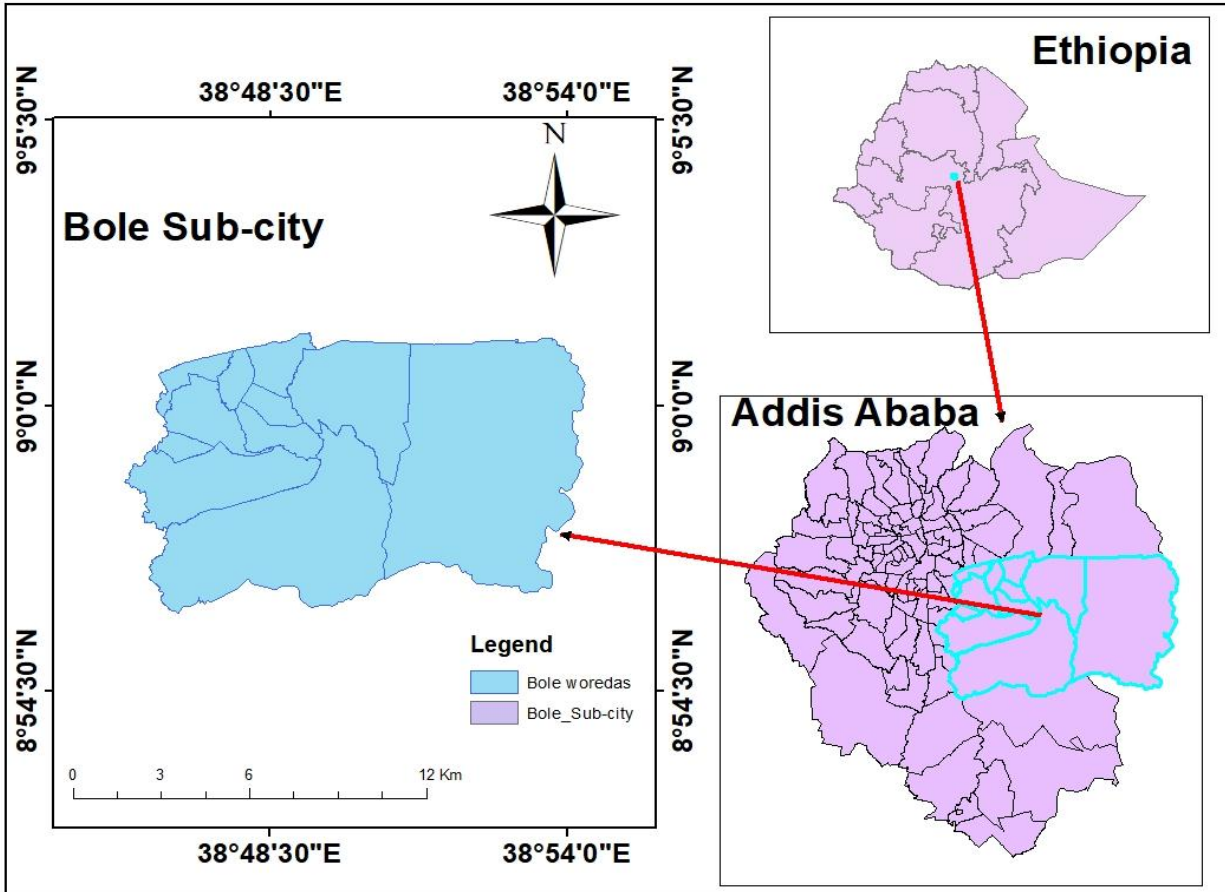 38°48'30"E 38°54'0"E
9°5'30"N 9°5'30"N
N
Bole Sub-city
9°0'0"N 9°0'0"N
8°54'30"N 8°54'30"N
Legend
Bole woredas
Bole_Sub-city
0 3 6 12 Km
38°48'30"E 38°54'0"E
Ethiopia
Addis Ababa